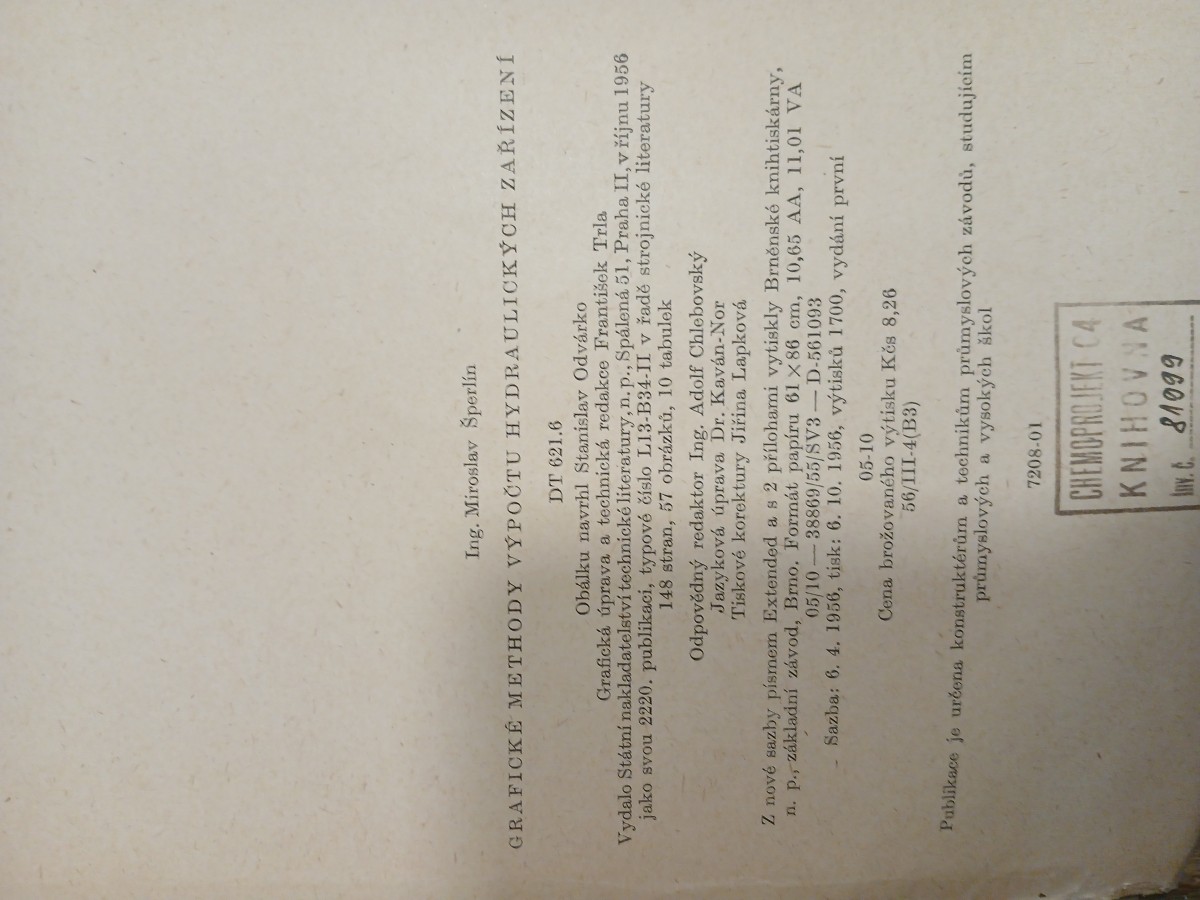 Ing. Miroslav Šperlín
GRAFICKÉ METHODY VÝPOČTU HYDRAULICKÝCH ZAŘÍZENÍ
DT 621.6
Obálku navrhl Stanislav Odvárko
Grafická úprava a technická redakce František Trla
Vydalo Státní nakladatelství technické literatury, n. p., Spálená 51, Praha II, v říjnu 1956
jako svou 2220. publikaci, typové číslo L13-B34-II v řadě strojnické literatury
148 stran, 57 obrázků, 10 tabulek
Odpovědný redaktor Ing. Adolf Chlebovský
Jazyková úprava Dr. Kaván-Nor
Tiskové korektury Jiřina Lapková
Z nové sazby písmem Extended a s 2 přílohami vytiskly Brněnské knihtiskárny,
n. p., základní závod, Brno. Formát papíru 61×86 cm, 10,65 AA, 11,01 VA
05/10 — 38869/55/SV3 — D-561093
Sazba: 6. 4. 1956, tisk: 6. 10. 1956, výtisků 1700, vydání první
05-10
Cena brožovaného výtisku Kčs 8,26
56/III-4(B3)
Publikace je určena konstruktérům a technikům průmyslových závodů, studujícím
průmyslových a vysokých škol
7208-01
CHEMOPROJEKT C4
KNIHOVNA
Inv. č. 81099